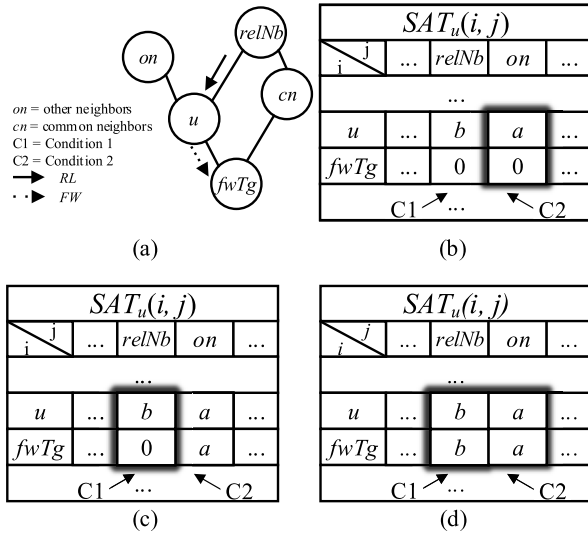 on
relNb
cn
u
fwTg
on = other neighbors
cn = common neighbors
C1 = Condition 1
C2 = Condition 2
RL
FW
(a)
SATu(i, j)
i j ... relNb on ...
...
u ... b a ...
fwTg ... 0 0 ...
C1 ... C2
(b)
SATu(i, j)
i j ... relNb on ...
...
u ... b a ...
fwTg ... 0 a ...
C1 ... C2
(c)
SATu(i, j)
i j ... relNb on ...
...
u ... b a ...
fwTg ... b a ...
C1 ... C2
(d)